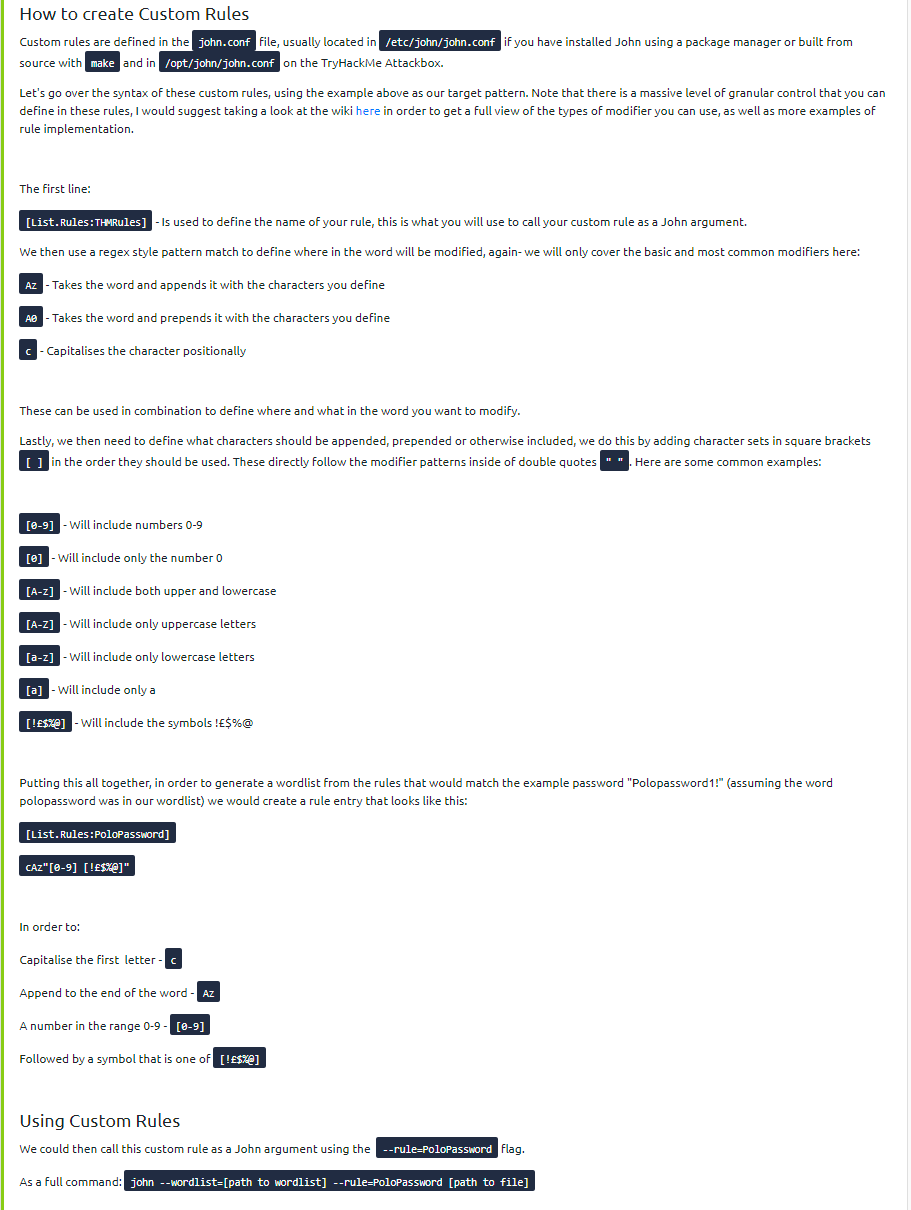 How to create Custom Rules
Custom rules are defined in the john.conf file, usually located in /etc/john/john.conf if you have installed John using a package manager or built from
source with make and in /opt/john/john.conf on the TryHackMe Attackbox.
Let's go over the syntax of these custom rules, using the example above as our target pattern. Note that there is a massive level of granular control that you can
define in these rules, I would suggest taking a look at the wiki here in order to get a full view of the types of modifier you can use, as well as more examples of
rule implementation.
The first line:
[List.Rules:THMRules] - Is used to define the name of your rule, this is what you will use to call your custom rule as a John argument.
We then use a regex style pattern match to define where in the word will be modified, again- we will only cover the basic and most common modifiers here:
Az - Takes the word and appends it with the characters you define
A0 - Takes the word and prepends it with the characters you define
c - Capitalises the character positionally
These can be used in combination to define where and what in the word you want to modify.
Lastly, we then need to define what characters should be appended, prepended or otherwise included, we do this by adding character sets in square brackets
[ ] in the order they should be used. These directly follow the modifier patterns inside of double quotes " ". Here are some common examples:
[0-9] - Will include numbers 0-9
[0] - Will include only the number 0
[A-z] - Will include both upper and lowercase
[A-Z] - Will include only uppercase letters
[a-z] - Will include only lowercase letters
[a] - Will include only a
[!£$%@] - Will include the symbols !£$%@
Putting this all together, in order to generate a wordlist from the rules that would match the example password "Polopassword1!" (assuming the word
polopassword was in our wordlist) we would create a rule entry that looks like this:
[List.Rules:PoloPassword]
cAz"[0-9] [!£$%@]"
In order to:
Capitalise the first letter - c
Append to the end of the word - Az
A number in the range 0-9 - [0-9]
Followed by a symbol that is one of [!£$%@]
Using Custom Rules
We could then call this custom rule as a John argument using the --rule=PoloPassword flag.
As a full command: john --wordlist=[path to wordlist] --rule=PoloPassword [path to file]